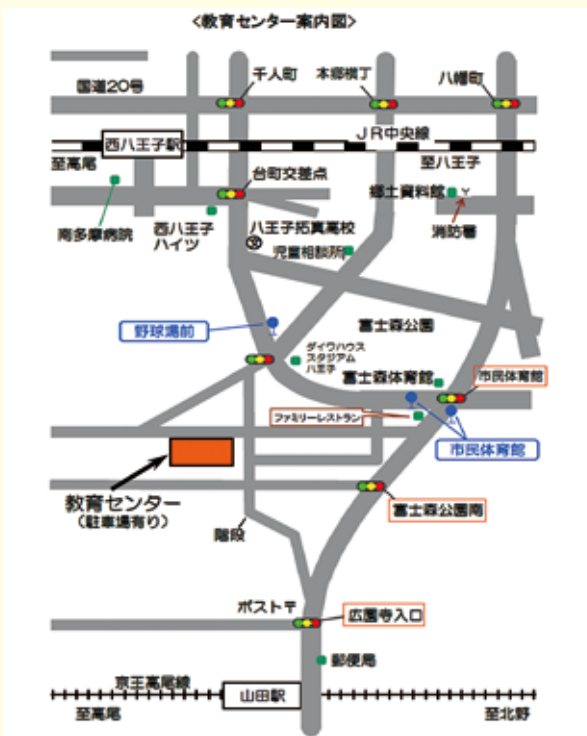 <教育センター案内図>
千人町
本郷横丁
八幡町
国道20号
JR中央線
西八王子駅
至高尾
至八王子
台町交差点
郷土資料館
南多摩病院
西八王子
ハイツ
八王子拓真高校
消防署
児童相談所
野球場前
富士森公園
ダイワハウス
スタジアム
八王子
富士森体育館
市民体育館
ファミリーレストラン
市民体育館
教育センター
(駐車場有り)
富士森公園南
階段
ポスト〒
広園寺入口
郵便局
京王高尾線
山田駅
至高尾
至北野